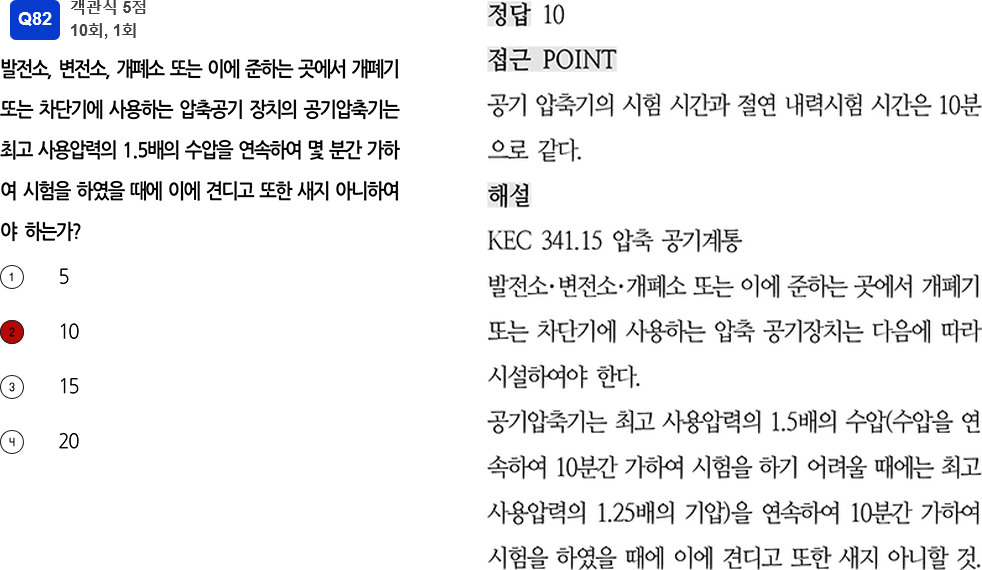 Q82
객관식 5점
10회, 1회
발전소, 변전소, 개폐소 또는 이에 준하는 곳에서 개폐기
또는 차단기에 사용하는 압축공기 장치의 공기압축기는
최고 사용압력의 1.5배의 수압을 연속하여 몇 분간 가하
여 시험을 하였을 때에 이에 견디고 또한 새지 아니하여
야 하는가?
1 5
2 10
3 15
4 20
정답 10
접근 POINT
공기 압축기의 시험 시간과 절연 내력시험 시간은 10분
으로 같다.
해설
KEC 341.15 압축 공기계통
발전소·변전소·개폐소 또는 이에 준하는 곳에서 개폐기
또는 차단기에 사용하는 압축 공기장치는 다음에 따라
시설하여야 한다.
공기압축기는 최고 사용압력의 1.5배의 수압(수압을 연
속하여 10분간 가하여 시험을 하기 어려울 때에는 최고
사용압력의 1.25배의 기압)을 연속하여 10분간 가하여
시험을 하였을 때에 이에 견디고 또한 새지 아니할 것.